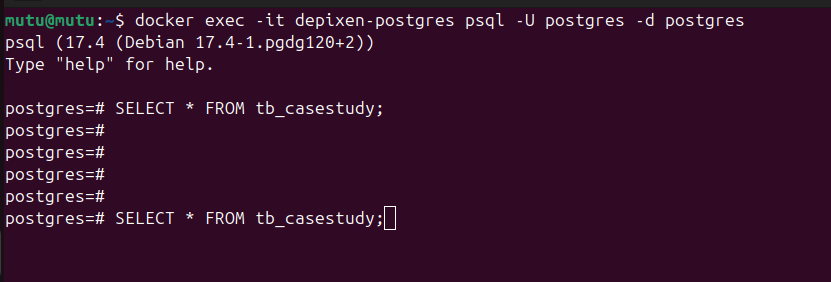 mutu@mutu:~$ docker exec -it depixen-postgres psql -U postgres -d postgres
psql (17.4 (Debian 17.4-1.pgdg120+2))
Type "help" for help.
postgres=# SELECT * FROM tb_casestudy;
postgres=#
postgres=#
postgres=#
postgres=#
postgres=# SELECT * FROM tb_casestudy;